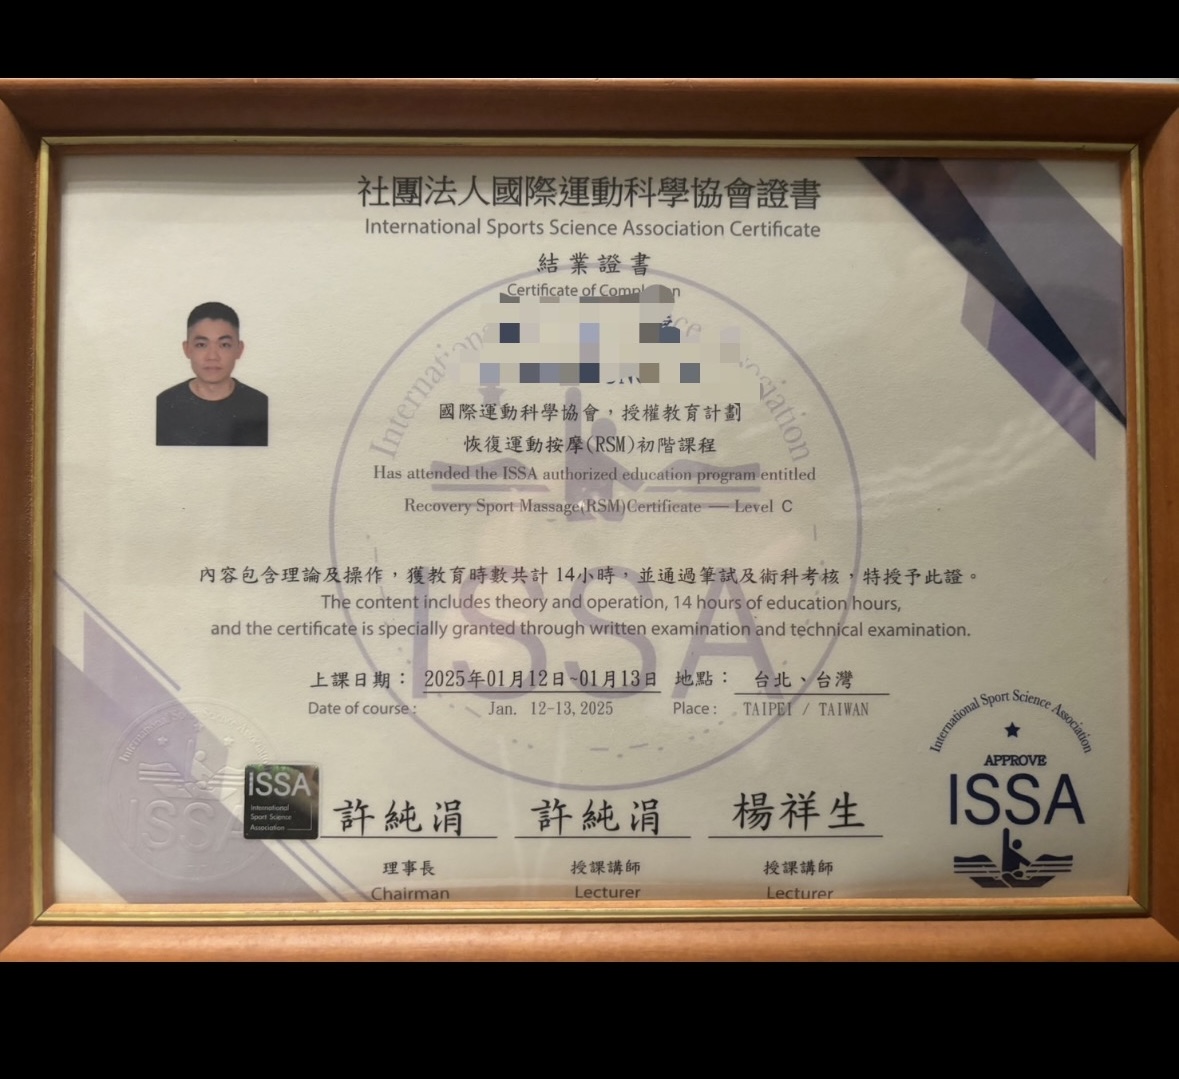 社團法人國際運動科學協會證書
International Sports Science Association Certificate
結業證書
Certificate of
國際運動科學協會，授權教育計劃
恢復運動按摩(RSM)初階課程
Has attended the ISSA authorized education program entitled
Recovery Sport Massage(RSM)Certificate — Level C
內容包含理論及操作，獲教育時數共計 14小時，並通過筆試及術科考核，特授予此證。
The content includes theory and operation, 14 hours of education hours,
and the certificate is specially granted through written examination and technical examination.
上課日期： 2025年01月12日~01月13日 地點： 台北、台灣
Date of course : Jan. 12-13, 2025 Place : TAIPEI / TAIWAN
許純涓 許純涓 楊祥生
理事長 授課講師 授課講師
Chairman Lecturer Lecturer
ISSA
International
Sport Science
Association
International Sport Science Association
APPROVE
ISSA
International
ISSA
ISSA